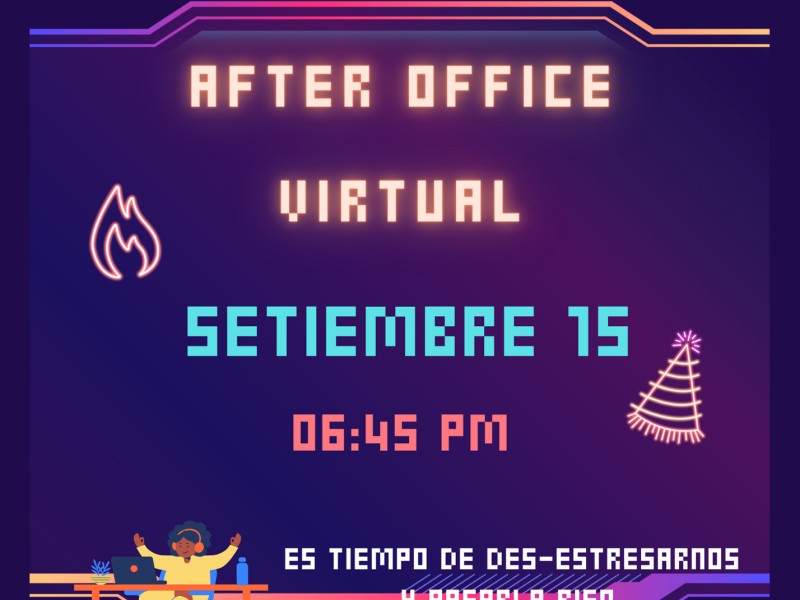 AFTER OFFICE
VIRTUAL
SETIEMBRE 15
06:45 PM
ES TIEMPO DE DES-ESTRESARNOS
Y